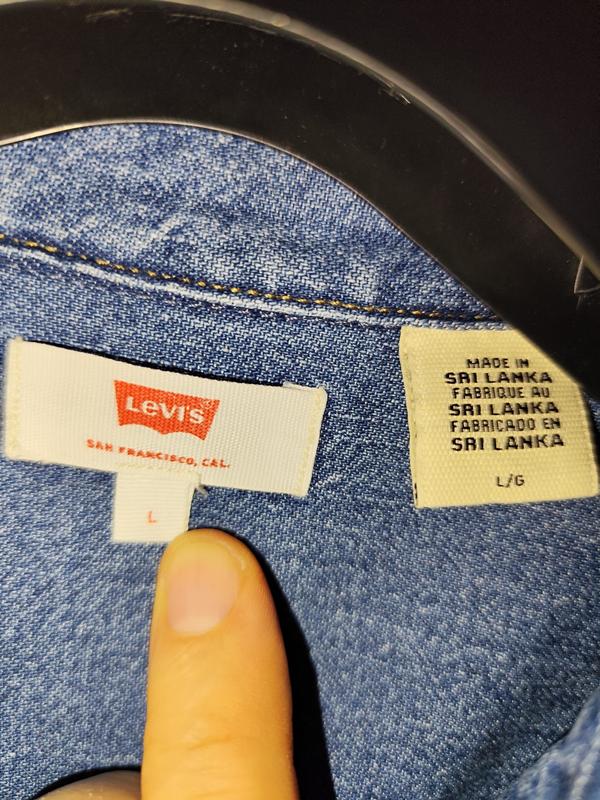 Levi's®
SAN FRANCISCO, CAL.
L
MADE IN
SRI LANKA
FABRIQUE AU
SRI LANKA
FABRICADO EN
SRI LANKA
L/G